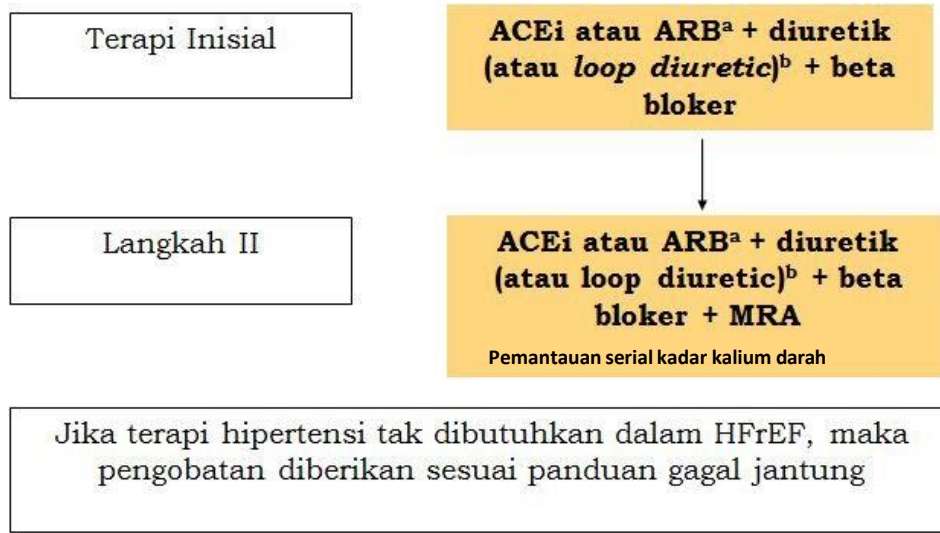 Terapi Inisial
ACEi atau ARBᵃ + diuretik
(atau loop diuretic)ᵇ + beta
bloker
Langkah II
ACEi atau ARBᵃ + diuretik
(atau loop diuretic)ᵇ + beta
bloker + MRA
Pemantauan serial kadar kalium darah
Jika terapi hipertensi tak dibutuhkan dalam HFrEF, maka
pengobatan diberikan sesuai panduan gagal jantung